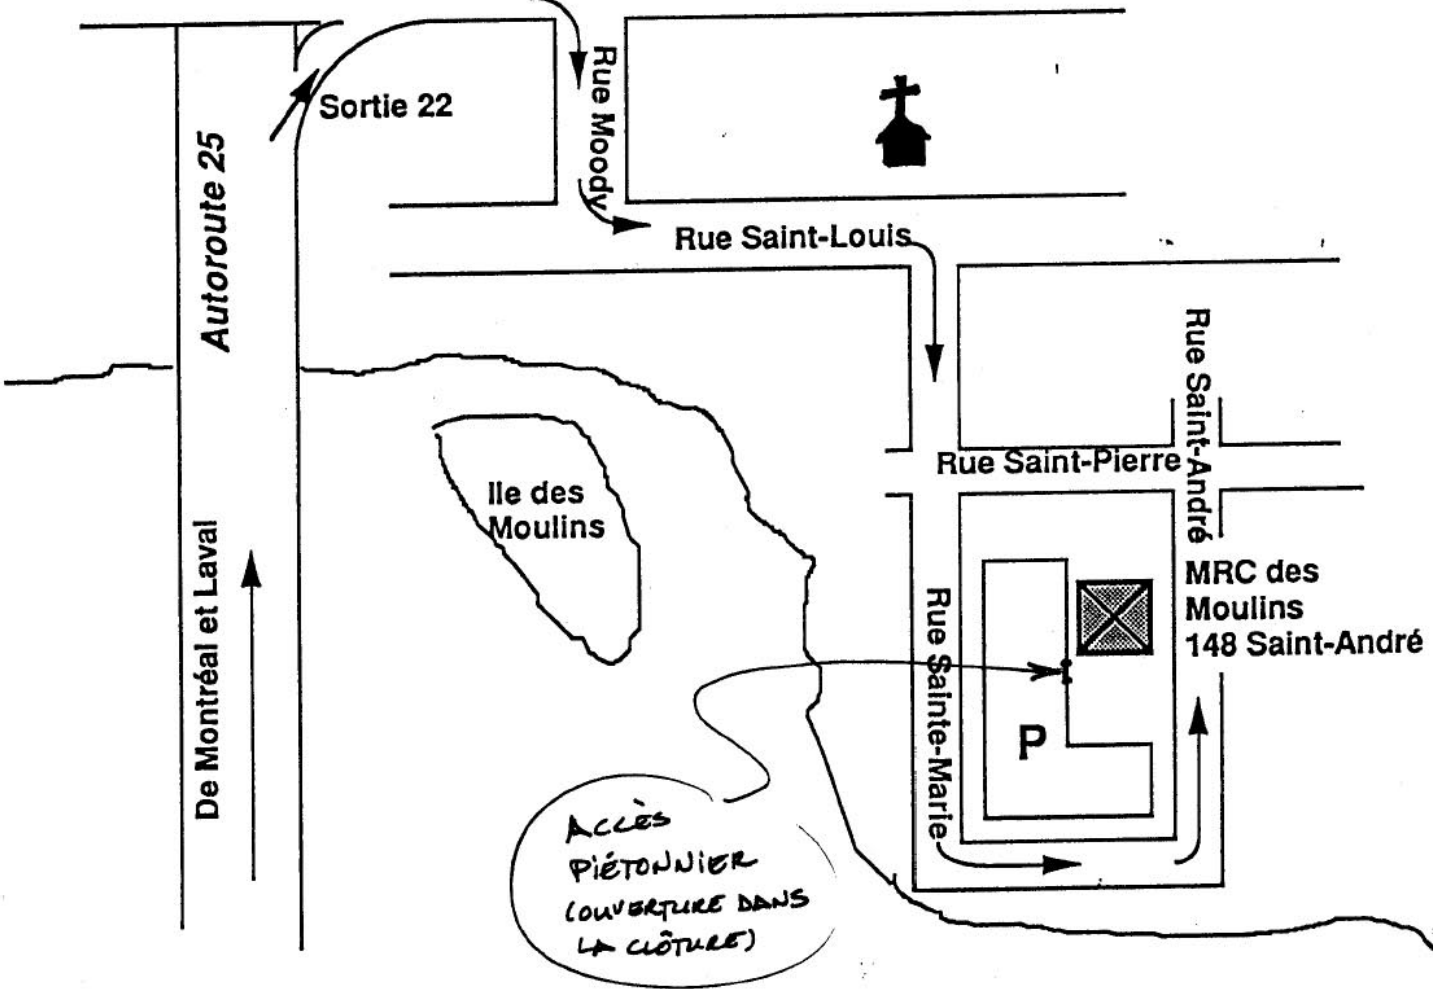 Sortie 22
Rue Moody
Autoroute 25
Rue Saint-Louis
Rue Saint-André
Rue Saint-Pierre
Ile des
Moulins
De Montréal et Laval
MRC des
Moulins
148 Saint-André
Rue Sainte-Marie
P
ACCÈS
PIÉTONNIER
(OUVERTURE DANS
LA CLÔTURE)